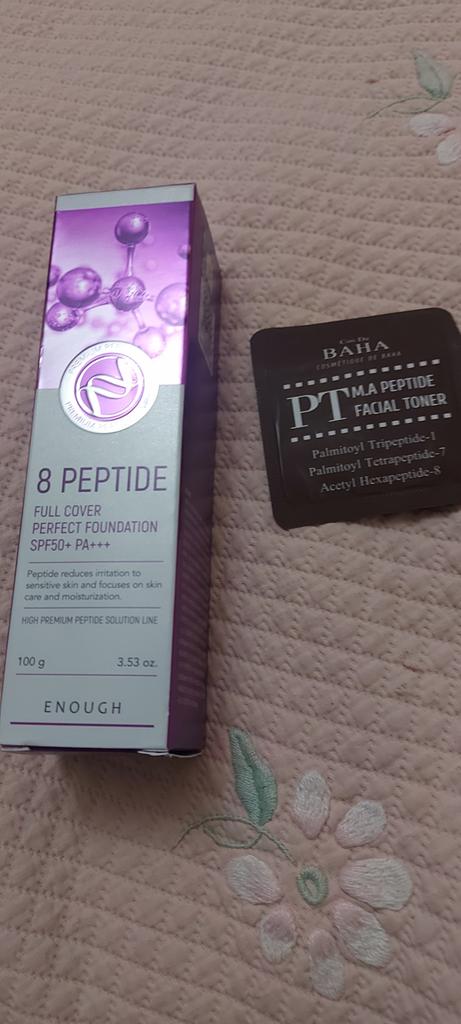 8 PEPTIDE
FULL COVER
PERFECT FOUNDATION
SPF50+ PA+++
Peptide reduces irritation to
sensitive skin and focuses on skin
care and moisturization.
HIGH PREMIUM PEPTIDE SOLUTION LINE
100 g 3.53 oz.
ENOUGH
Cos De
BAHA
COSMETIQUE DE BAHA
PT M.A PEPTIDE
FACIAL TONER
Palmitoyl Tripeptide-1
Palmitoyl Tetrapeptide-7
Acetyl Hexapeptide-8